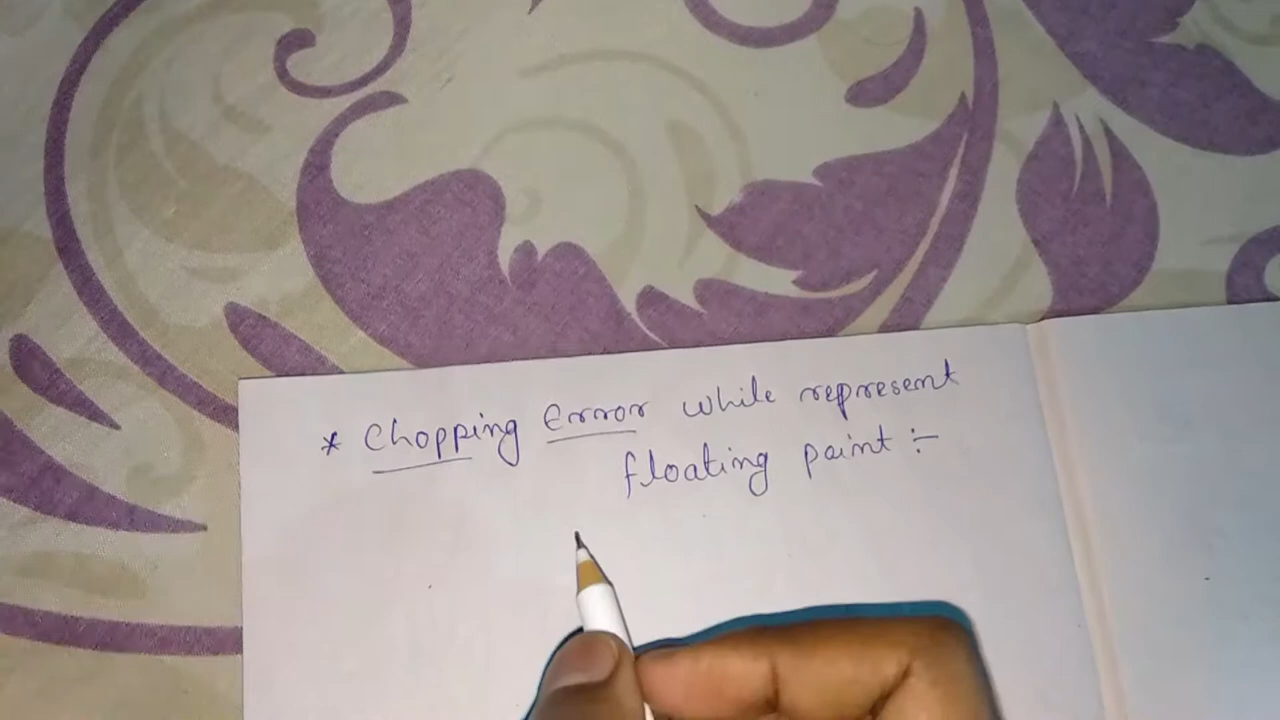 * Chopping Error while represent
floating paint :-